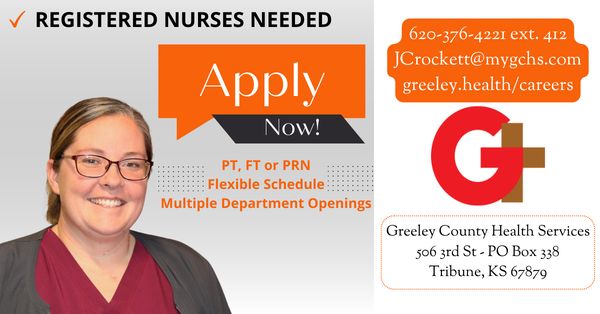 REGISTERED NURSES NEEDED
Apply
Now!
PT, FT or PRN
Flexible Schedule
Multiple Department Openings
620-376-4221 ext. 412
JCrockett@mygchs.com
greeley.health/careers
G
Greeley County Health Services
506 3rd St - PO Box 338
Tribune, KS 67879